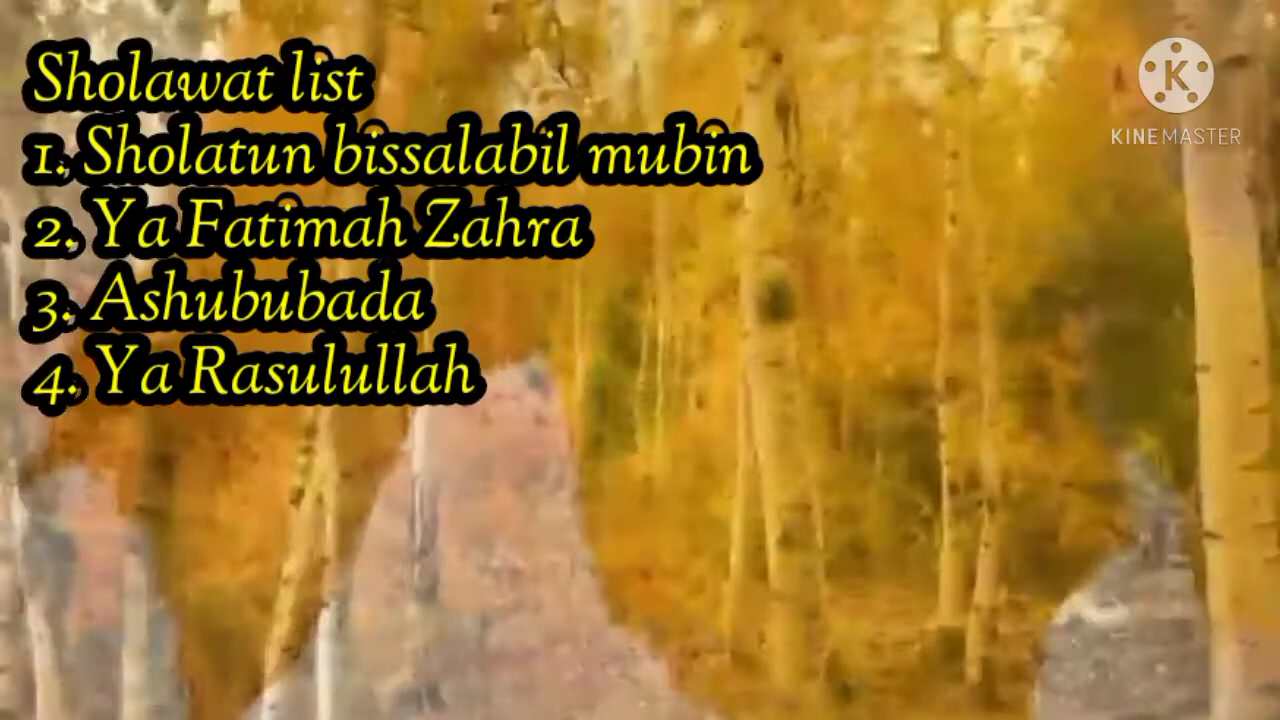 Sholawat list
1. Sholatun bissalabil mubin
2. Ya Fatimah Zahra
3. Ashububada
4. Ya Rasulullah
K
KINEMASTER